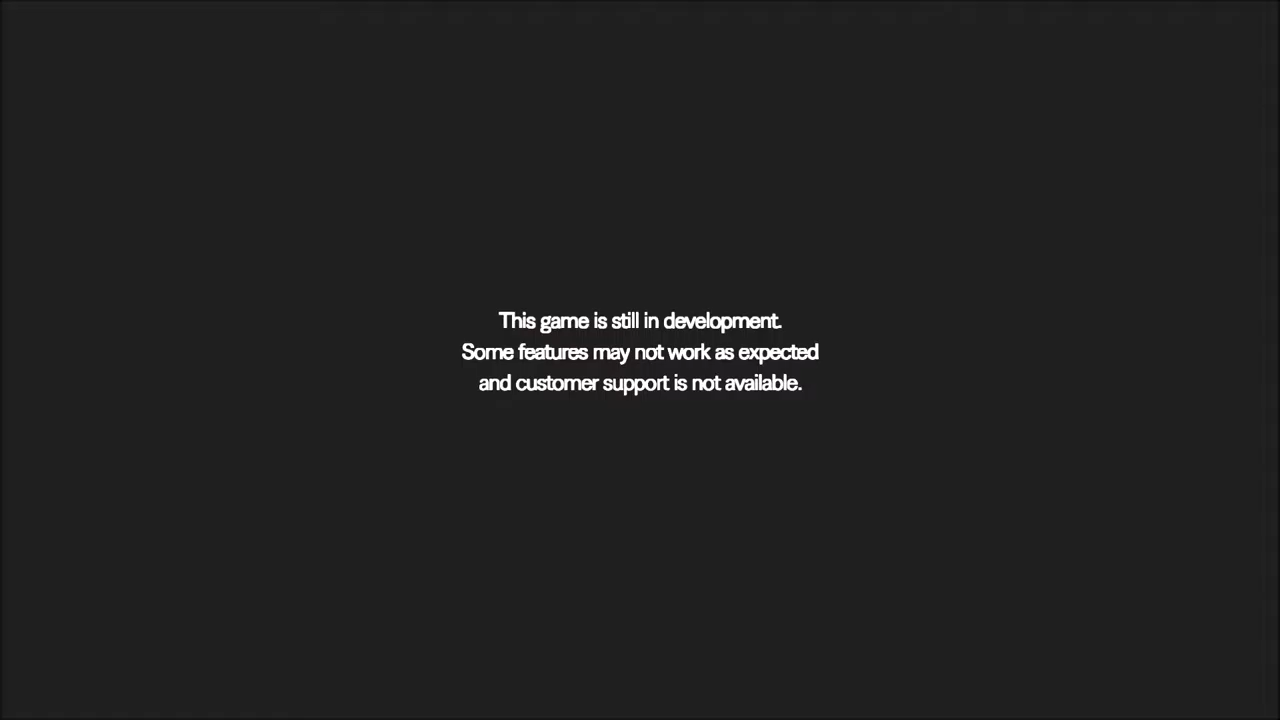 This game is still in development.
Some features may not work as expected
and customer support is not available.